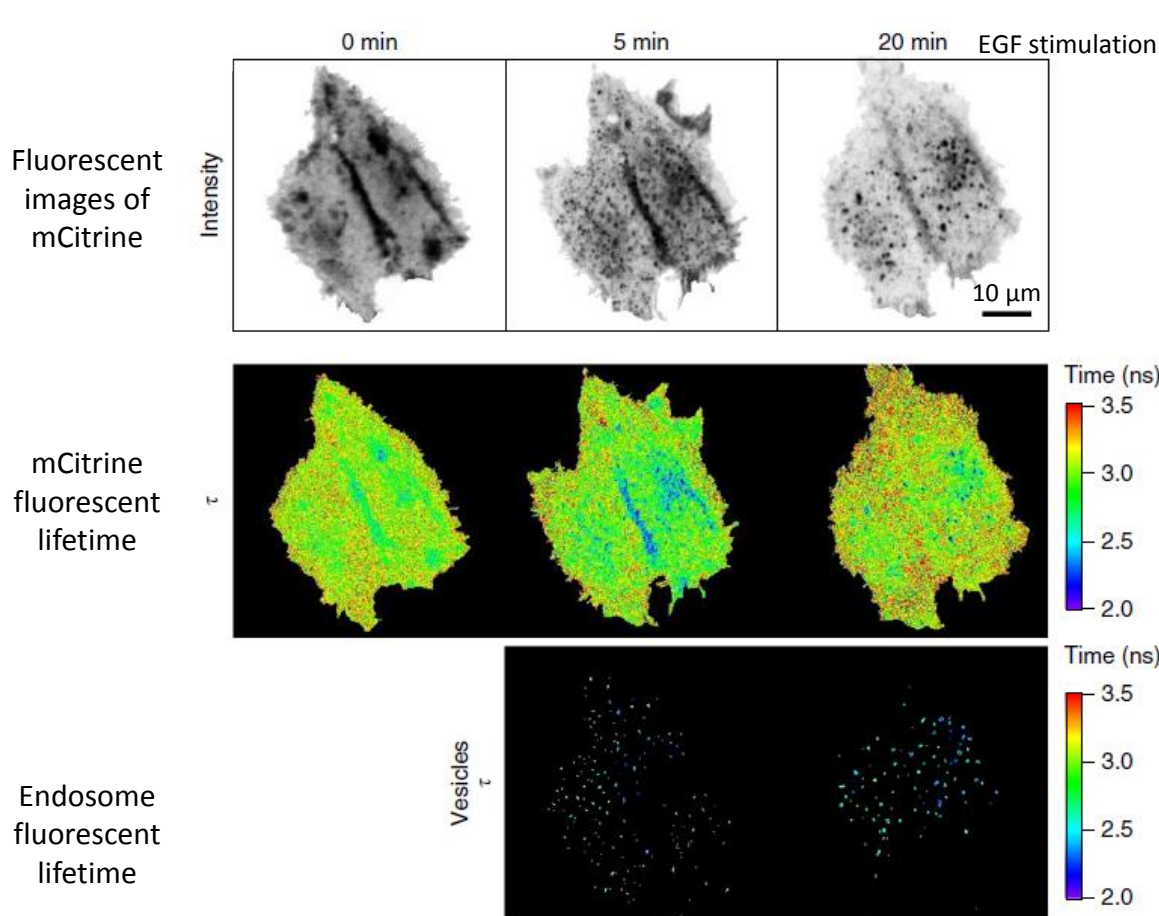 0 min
5 min
20 min
EGF stimulation
Fluorescent
images of
mCitrine
Intensity
10 µm
Time (ns)
3.5
3.0
2.5
2.0
mCitrine
fluorescent
lifetime
τ
Time (ns)
3.5
3.0
2.5
2.0
Vesicles
τ
Endosome
fluorescent
lifetime